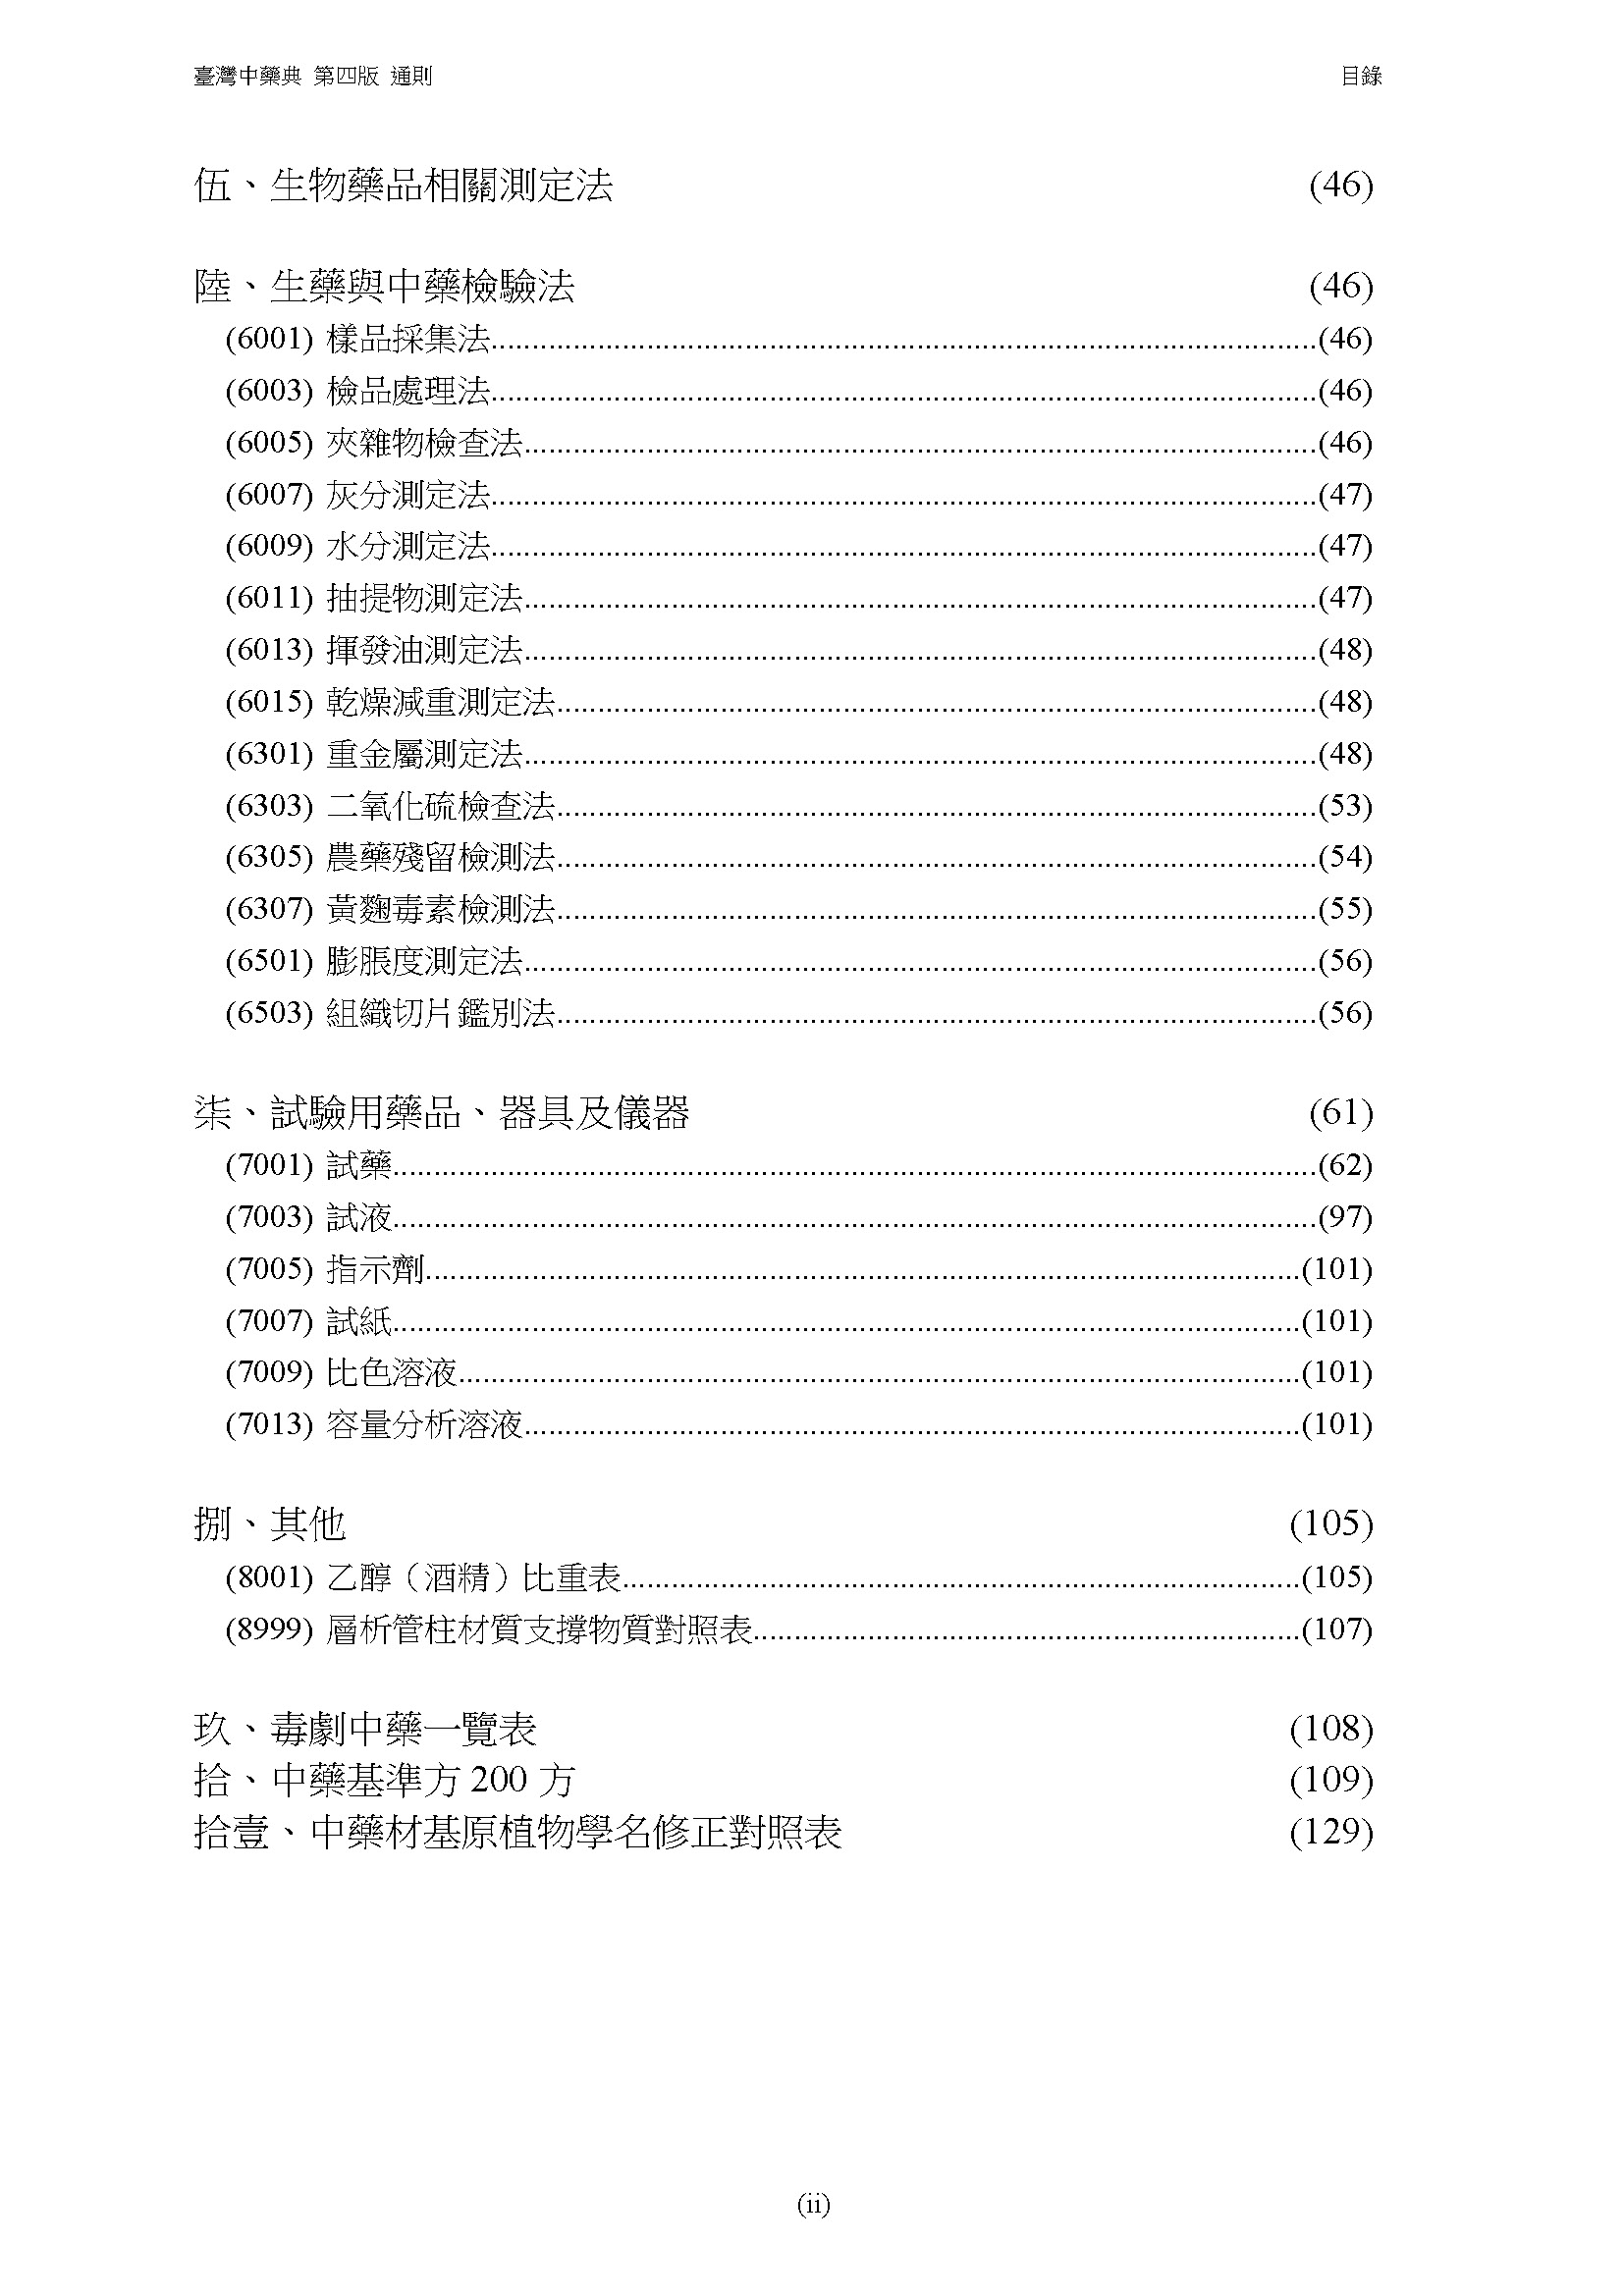 臺灣中藥典 第四版 通則 目錄
伍、生物藥品相關測定法 (46)
陸、生藥與中藥檢驗法 (46)
(6001) 樣品採集法....................(46)
(6003) 檢品處理法....................(46)
(6005) 夾雜物檢查法....................(46)
(6007) 灰分測定法....................(47)
(6009) 水分測定法....................(47)
(6011) 抽提物測定法....................(47)
(6013) 揮發油測定法....................(48)
(6015) 乾燥減重測定法....................(48)
(6301) 重金屬測定法....................(48)
(6303) 二氧化硫檢查法....................(53)
(6305) 農藥殘留檢測法....................(54)
(6307) 黃麴毒素檢測法....................(55)
(6501) 膨脹度測定法....................(56)
(6503) 組織切片鑑別法....................(56)
柒、試驗用藥品、器具及儀器 (61)
(7001) 試藥....................(62)
(7003) 試液....................(97)
(7005) 指示劑....................(101)
(7007) 試紙....................(101)
(7009) 比色溶液....................(101)
(7013) 容量分析溶液....................(101)
捌、其他 (105)
(8001) 乙醇（酒精）比重表....................(105)
(8999) 層析管柱材質支撐物質對照表....................(107)
玖、毒劇中藥一覽表 (108)
拾、中藥基準方 200 方 (109)
拾壹、中藥材基原植物學名修正對照表 (129)
(ii)